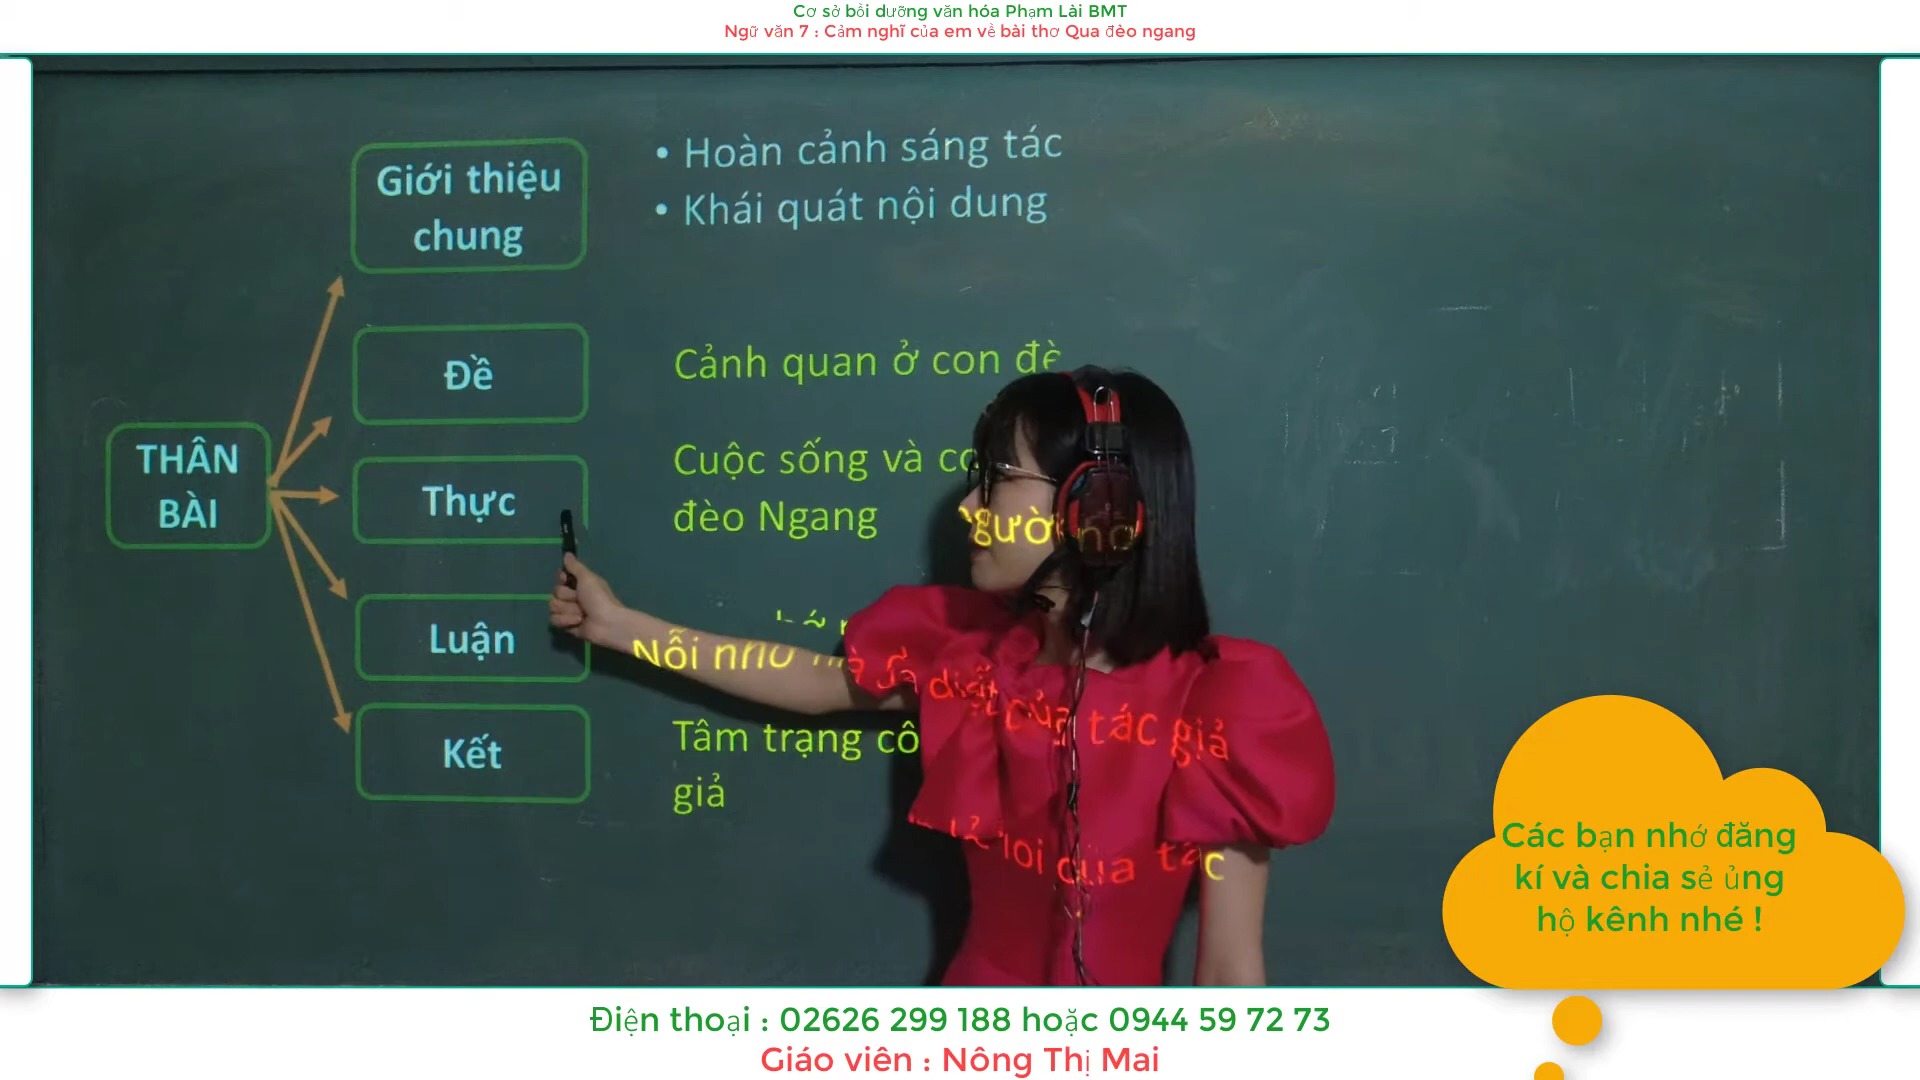 Cơ sở bồi dưỡng văn hóa Phạm Lài BMT
Ngữ văn 7 : Cảm nghĩ của em về bài thơ Qua đèo ngang
THÂN
BÀI
Giới thiệu
chung
• Hoàn cảnh sáng tác
• Khái quát nội dung
Đề
Cảnh quan ở con
Thực
Cuộc sống và
đèo Ngang
Luận
Nỗi nhớ
của tác giả
Kết
Tâm trạng
lòi của tác
giả
Các bạn nhớ đăng
kí và chia sẻ ủng
hộ kênh nhé !
Điện thoại : 02626 299 188 hoặc 0944 59 72 73
Giáo viên : Nông Thị Mai